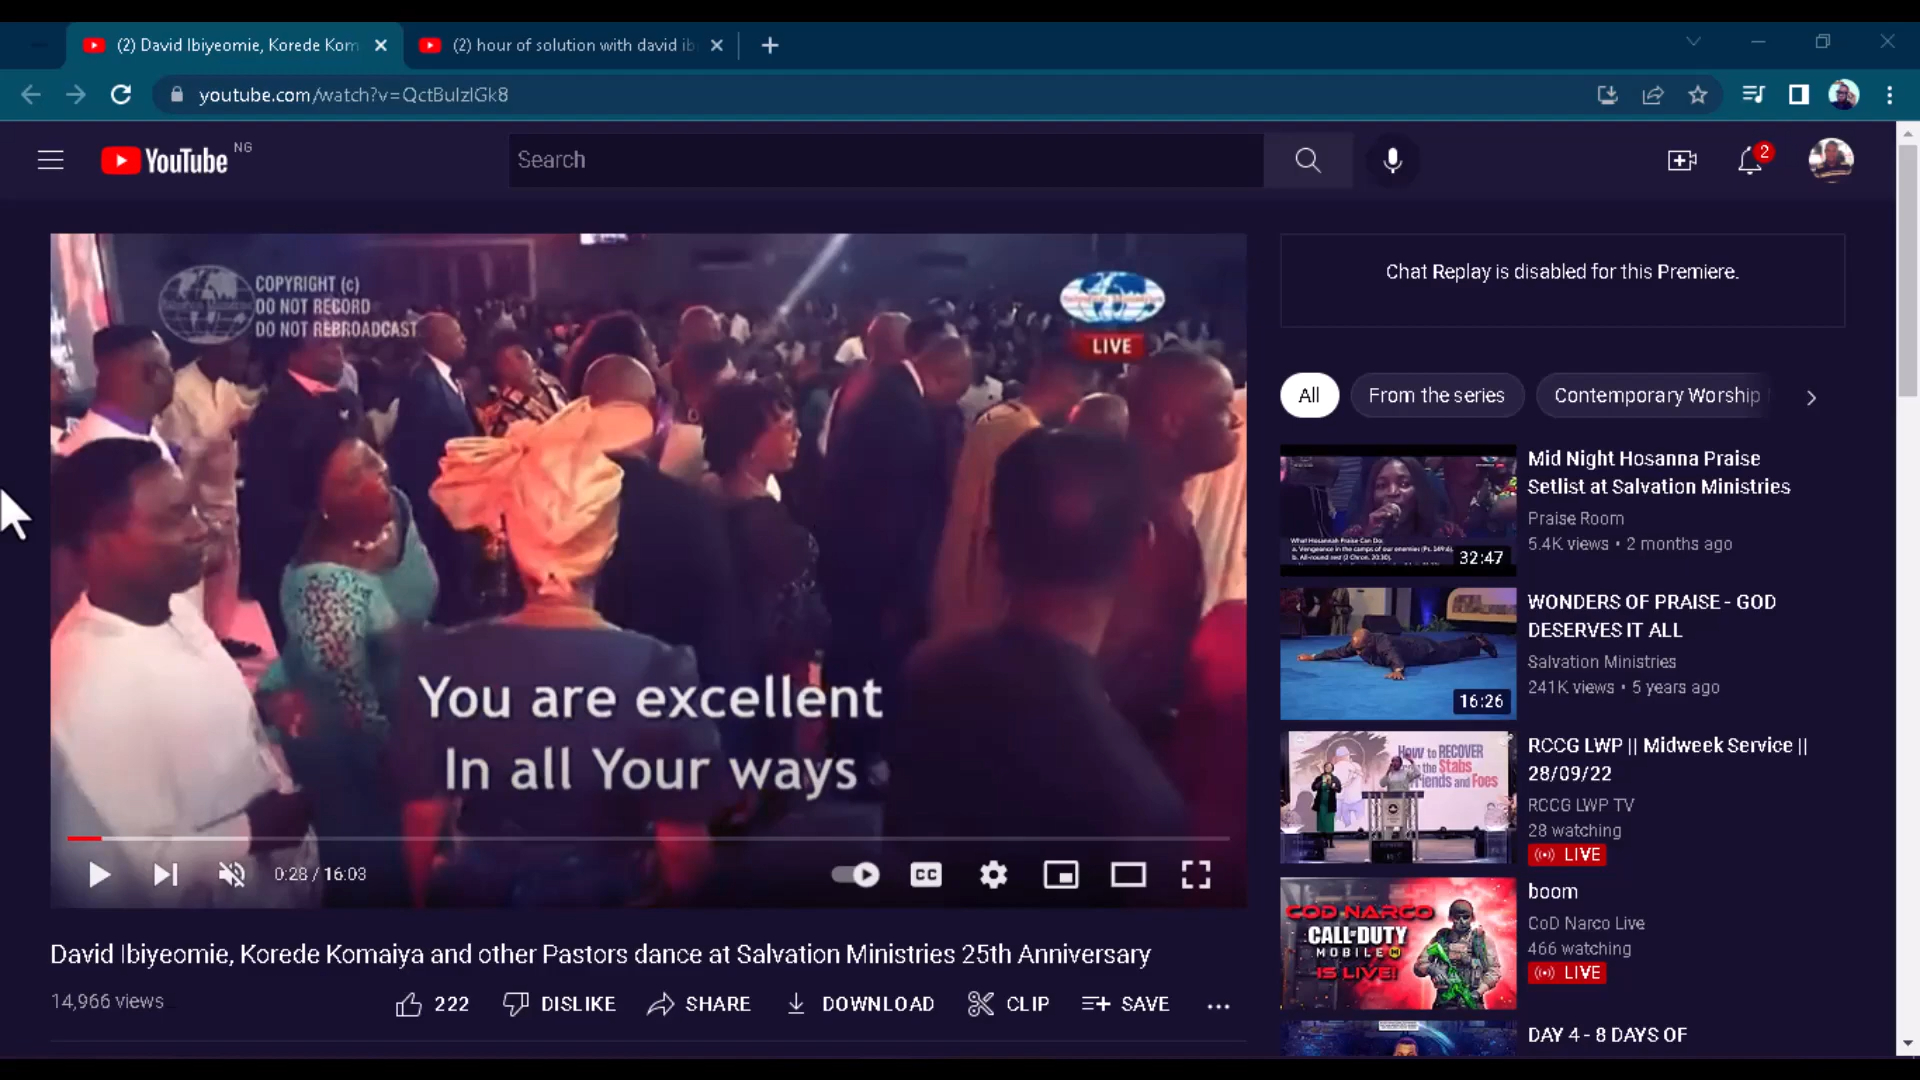 (2) David Ibiyeomie, Korede Kom
(2) hour of solution with david ib
youtube.com/watch?v=QctBulzIGk8
YouTube NG
Search
2
COPYRIGHT (c)
DO NOT RECORD
DO NOT REBROADCAST
LIVE
You are excellent
In all Your ways
0:28 / 16:03
CC
David Ibiyeomie, Korede Komaiya and other Pastors dance at Salvation Ministries 25th Anniversary
14,966 views
222
DISLIKE
SHARE
DOWNLOAD
CLIP
SAVE
Chat Replay is disabled for this Premiere.
All
From the series
Contemporary Worship
32:47
Mid Night Hosanna Praise
Setlist at Salvation Ministries
Praise Room
5.4K views • 2 months ago
16:26
WONDERS OF PRAISE - GOD
DESERVES IT ALL
Salvation Ministries
241K views • 5 years ago
How to RECOVER
the Stabs
Friends and Foes
RCCG LWP || Midweek Service ||
28/09/22
RCCG LWP TV
28 watching
LIVE
COD NARCO
CALL·DUTY
MOBILE
IS LIVE!
boom
CoD Narco Live
466 watching
LIVE
DAY 4 - 8 DAYS OF